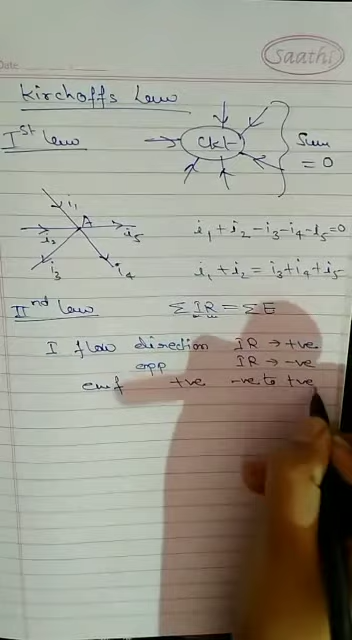 Saathi
Date
Kirchoffs Law
Ist law
Ckt
Sum
= 0
i1
A
i2
i5
i3
i4
i1 + i2 - i3 - i4 - i5 = 0
i1 + i2 = i3 + i4 + i5
IInd law
Σ IR = Σ E
I flow direction IR → +ve
opp IR → -ve
emf +ve -ve to +ve